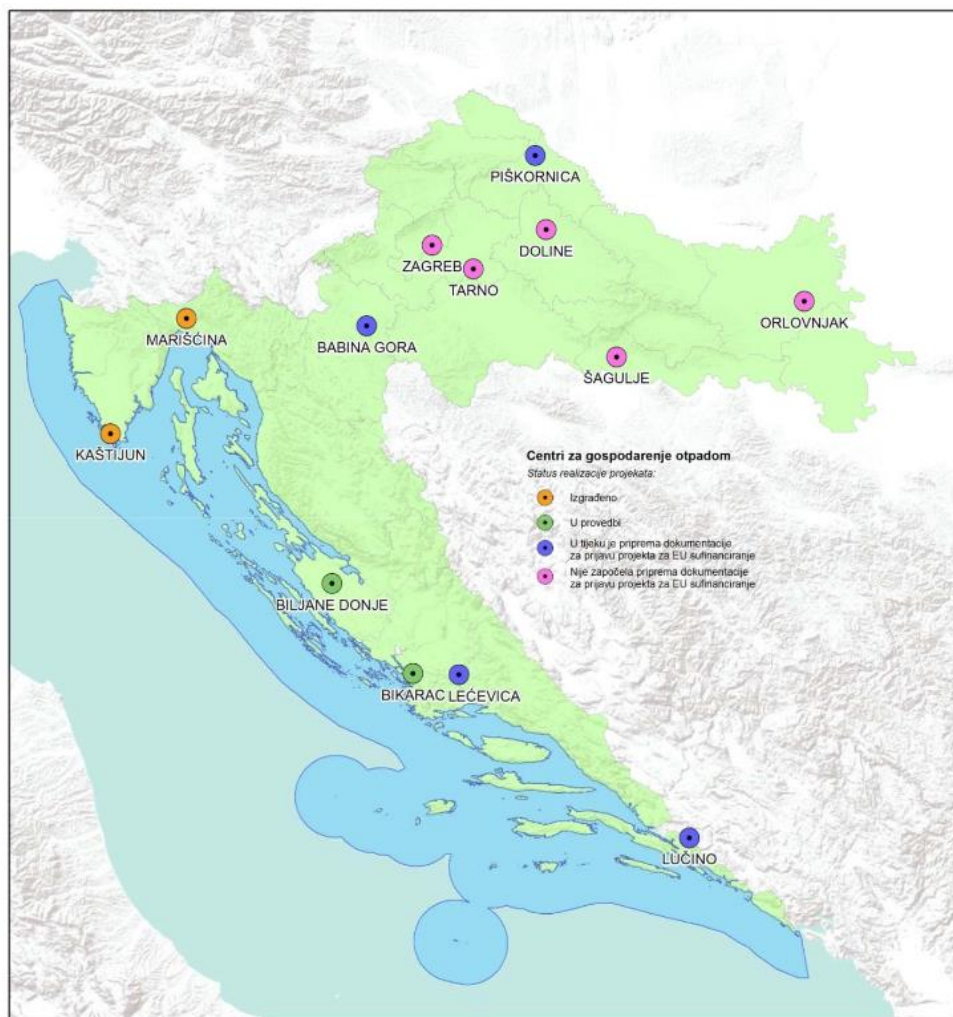 PIŠKORNICA
DOLINE
ZAGREB
TARNO
ORLOVNJAK
MARIŠĆINA
BABINA GORA
ŠAGULJE
KAŠTIJUN
Centri za gospodarenje otpadom
Status realizacije projekata:
Izgrađeno
U provedbi
U tijeku je priprema dokumentacije
za prijavu projekta za EU sufinanciranje
Nije započela priprema dokumentacije
za prijavu projekta za EU sufinanciranje
BILJANE DONJE
BIKARAC
LEĆEVICA
LUČINO